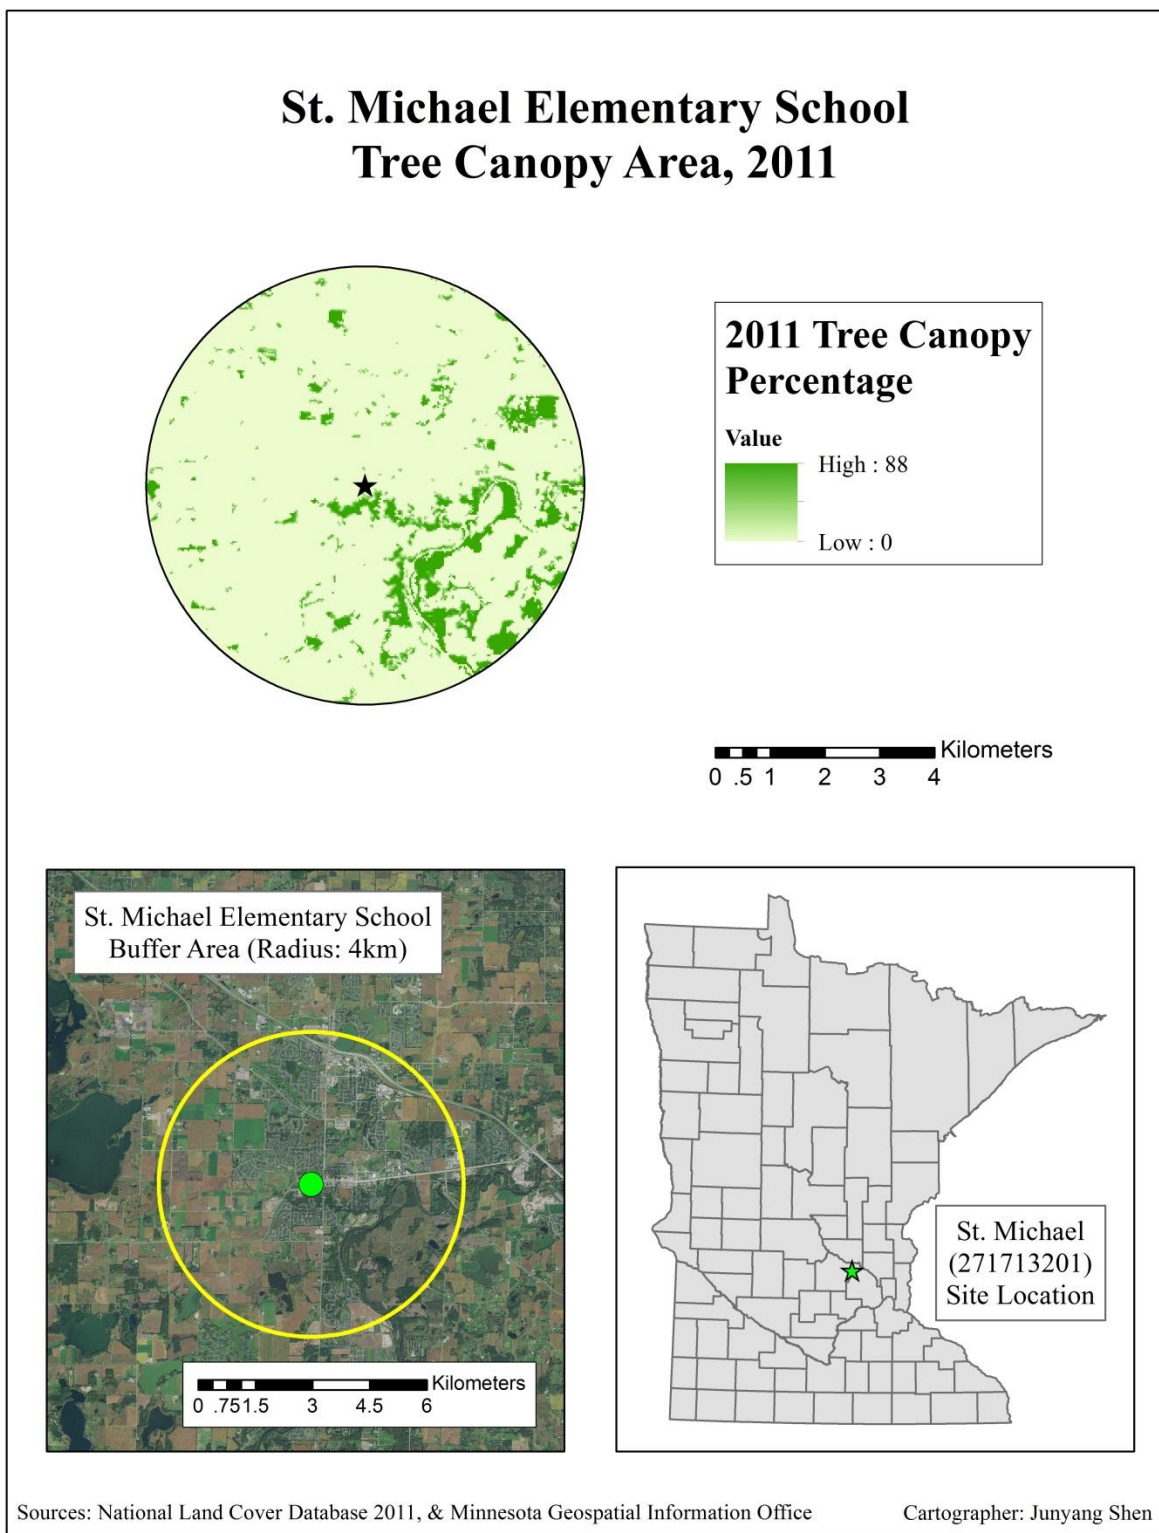 St. Michael Elementary School
Tree Canopy Area, 2011
2011 Tree Canopy
Percentage
Value
High : 88
Low : 0
Kilometers
0 .5 1 2 3 4
St. Michael Elementary School
Buffer Area (Radius: 4km)
Kilometers
0 .75 1.5 3 4.5 6
St. Michael
(271713201)
Site Location
Sources: National Land Cover Database 2011, & Minnesota Geospatial Information Office
Cartographer: Junyang Shen